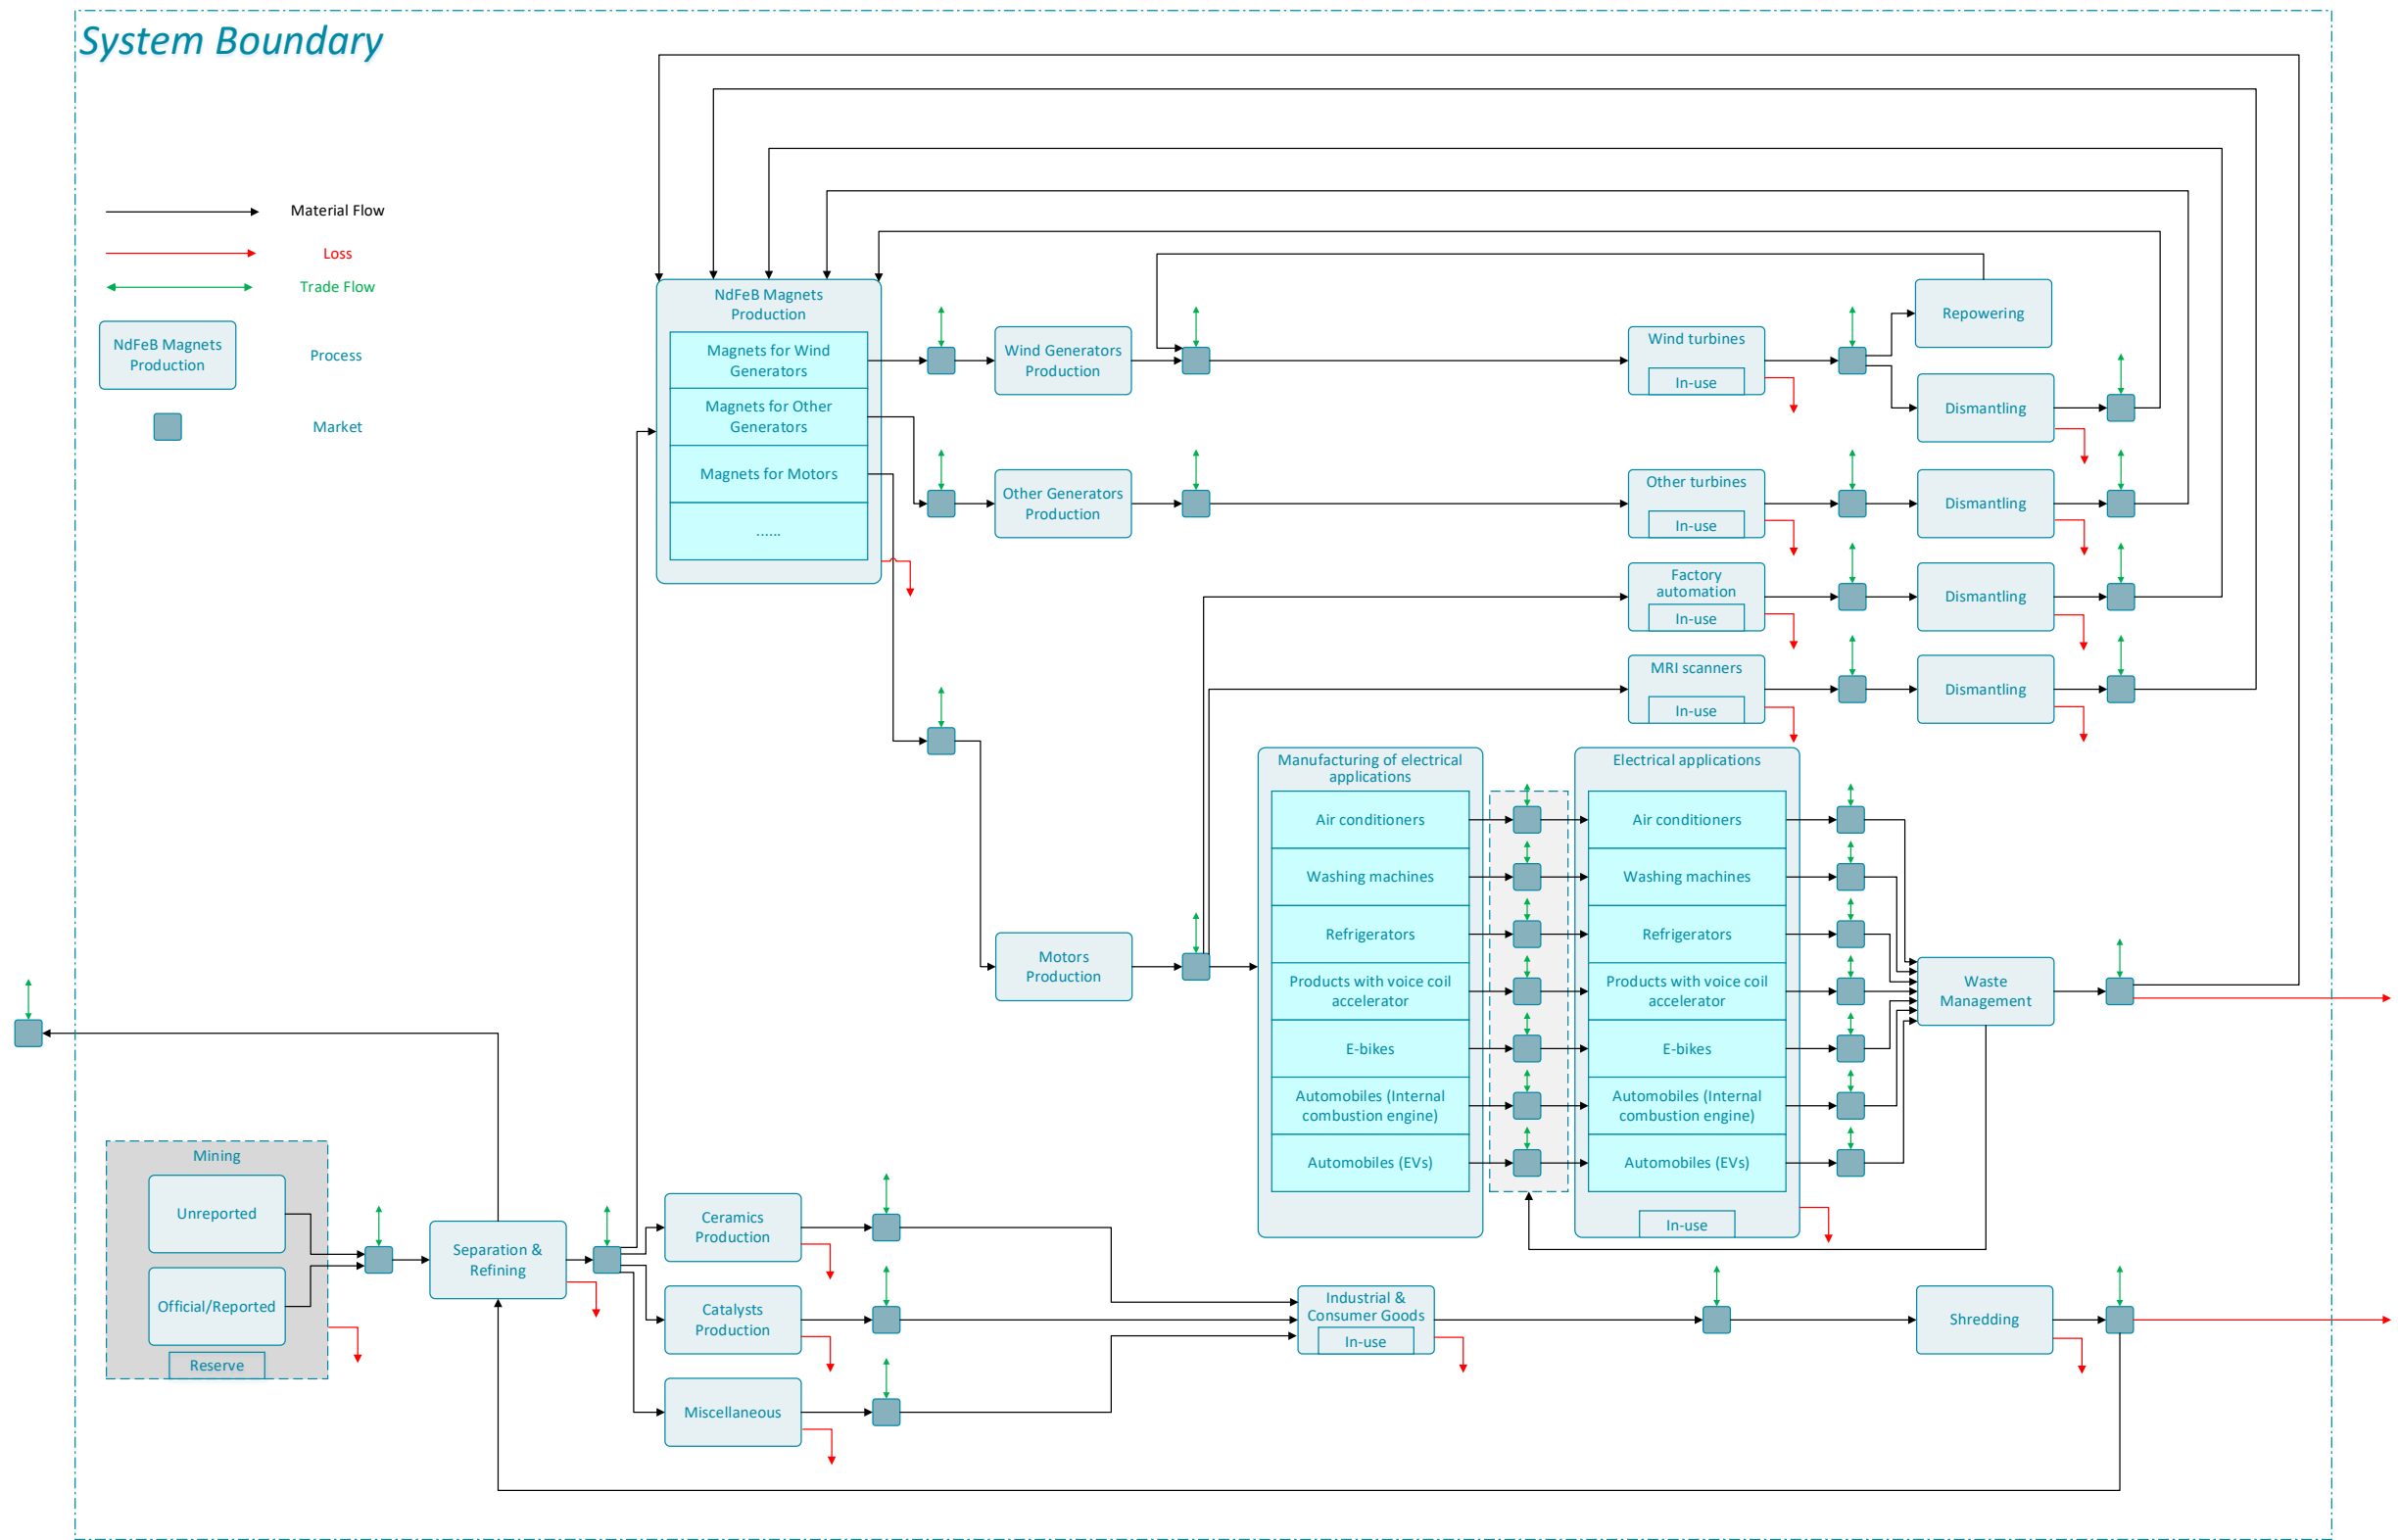 System Boundary
Material Flow
Loss
Trade Flow
NdFeB Magnets
Production
Process
Market
NdFeB Magnets
Production
Magnets for Wind
Generators
Magnets for Other
Generators
Magnets for Motors
......
Wind Generators
Production
Other Generators
Production
Wind turbines
In-use
Repowering
Dismantling
Other turbines
In-use
Dismantling
Factory
automation
In-use
Dismantling
MRI scanners
In-use
Dismantling
Motors
Production
Manufacturing of electrical
applications
Air conditioners
Washing machines
Refrigerators
Products with voice coil
accelerator
E-bikes
Automobiles (Internal
combustion engine)
Automobiles (EVs)
Electrical applications
Air conditioners
Washing machines
Refrigerators
Products with voice coil
accelerator
E-bikes
Automobiles (Internal
combustion engine)
Automobiles (EVs)
In-use
Waste
Management
Mining
Unreported
Official/Reported
Reserve
Separation &
Refining
Ceramics
Production
Catalysts
Production
Miscellaneous
Industrial &
Consumer Goods
In-use
Shredding